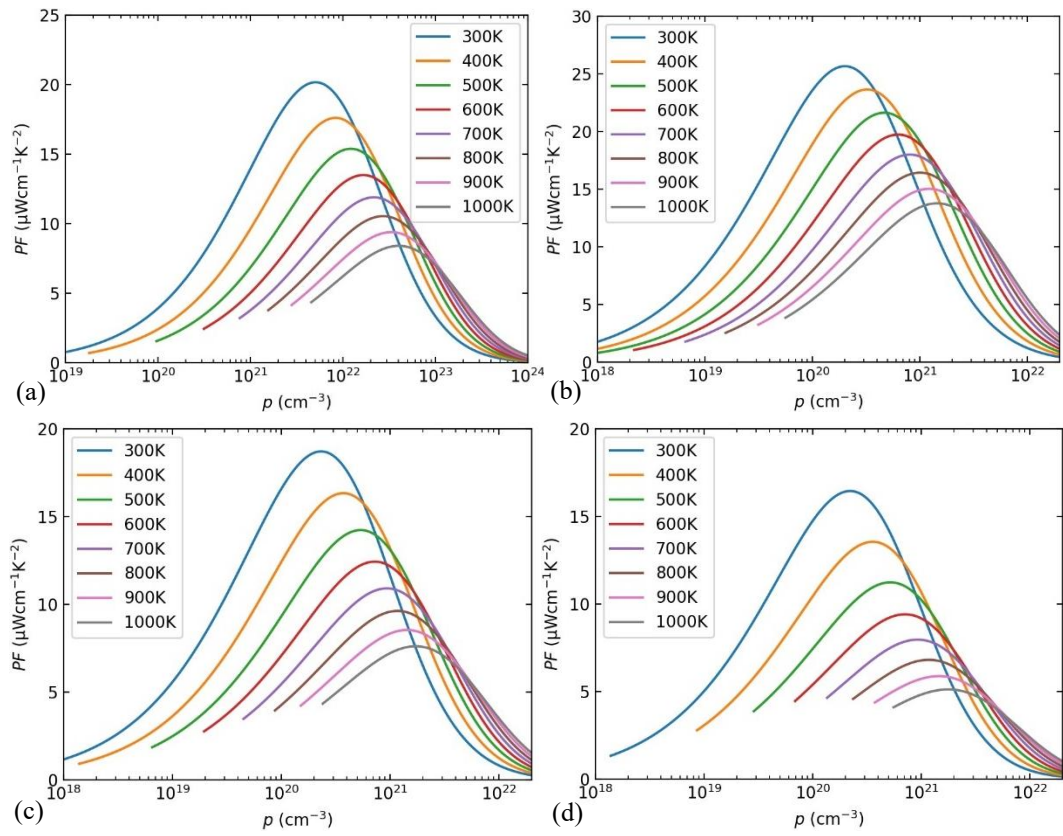 25
20
15
10
5
0
PF (μWcm⁻¹K⁻²)
300K
400K
500K
600K
700K
800K
900K
1000K
10¹⁹ 10²⁰ 10²¹ 10²² 10²³ 10²⁴
p (cm⁻³)
(a)
30
25
20
15
10
5
0
PF (μWcm⁻¹K⁻²)
300K
400K
500K
600K
700K
800K
900K
1000K
10¹⁸ 10¹⁹ 10²⁰ 10²¹ 10²²
p (cm⁻³)
(b)
20
15
10
5
0
PF (μWcm⁻¹K⁻²)
300K
400K
500K
600K
700K
800K
900K
1000K
10¹⁸ 10¹⁹ 10²⁰ 10²¹ 10²²
p (cm⁻³)
(c)
20
15
10
5
0
PF (μWcm⁻¹K⁻²)
300K
400K
500K
600K
700K
800K
900K
1000K
10¹⁸ 10¹⁹ 10²⁰ 10²¹ 10²²
p (cm⁻³)
(d)